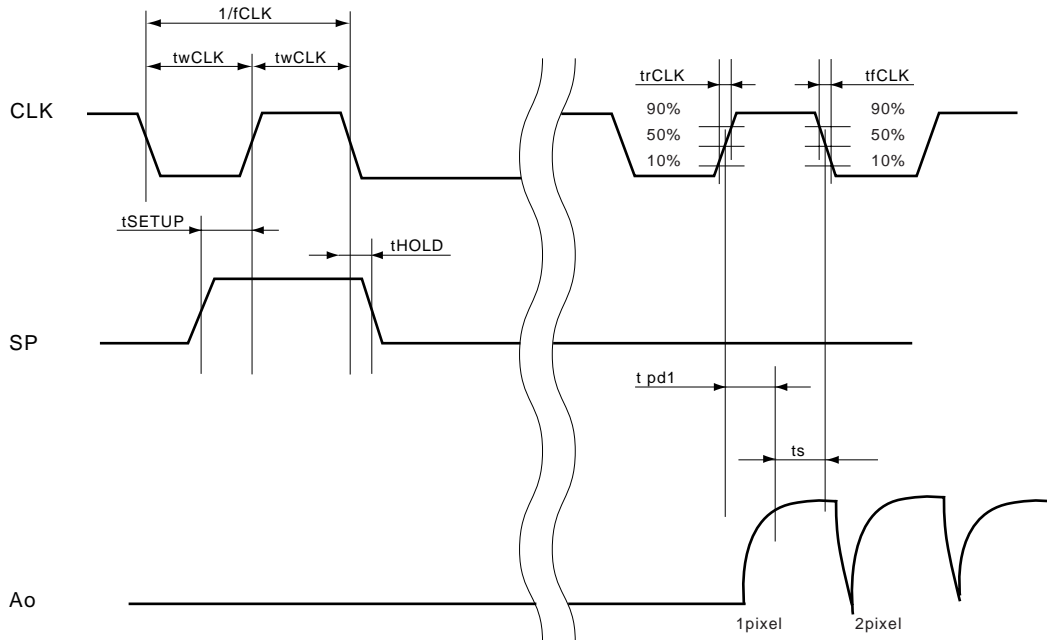 1/fCLK
twCLK twCLK
trCLK tfCLK
CLK
90% 90%
50% 50%
10% 10%
tSETUP
tHOLD
SP
t pd1
ts
Ao
1pixel 2pixel